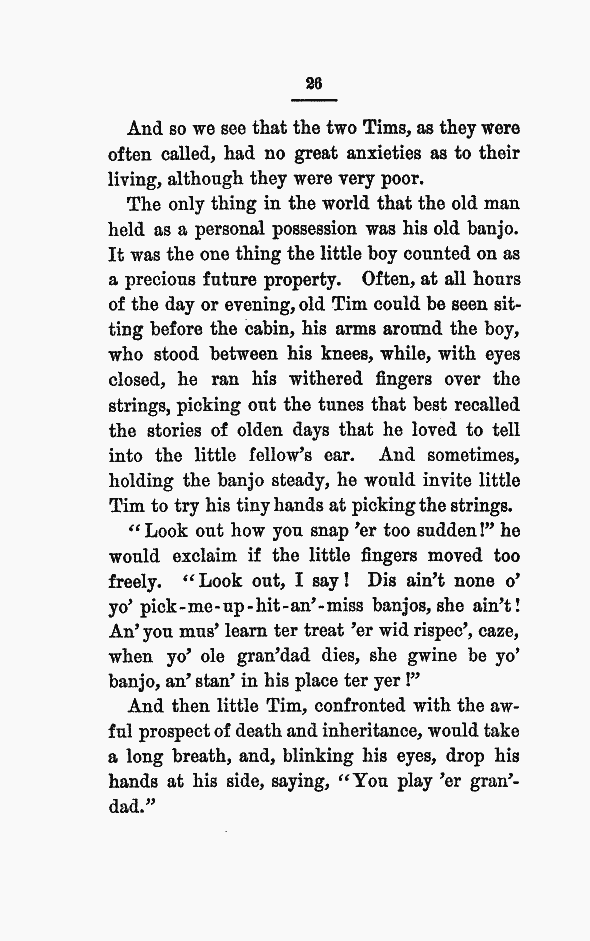 26
And so we see that the two Tims, as they were
often called, had no great anxieties as to their
living, although they were very poor.
The only thing in the world that the old man
held as a personal possession was his old banjo.
It was the one thing the little boy counted on as
a precious future property. Often, at all hours
of the day or evening, old Tim could be seen sit-
ting before the cabin, his arms around the boy,
who stood between his knees, while, with eyes
closed, he ran his withered fingers over the
strings, picking out the tunes that best recalled
the stories of olden days that he loved to tell
into the little fellow's ear. And sometimes,
holding the banjo steady, he would invite little
Tim to try his tiny hands at picking the strings.
"Look out how you snap 'er too sudden!" he
would exclaim if the little fingers moved too
freely. "Look out, I say! Dis ain't none o'
yo' pick-me-up-hit-an'-miss banjos, she ain't!
An' you mus' learn ter treat 'er wid rispec', caze,
when yo' ole gran'dad dies, she gwine be yo'
banjo, an' stan' in his place ter yer!"
And then little Tim, confronted with the aw-
ful prospect of death and inheritance, would take
a long breath, and, blinking his eyes, drop his
hands at his side, saying, "You play 'er gran'-
dad."